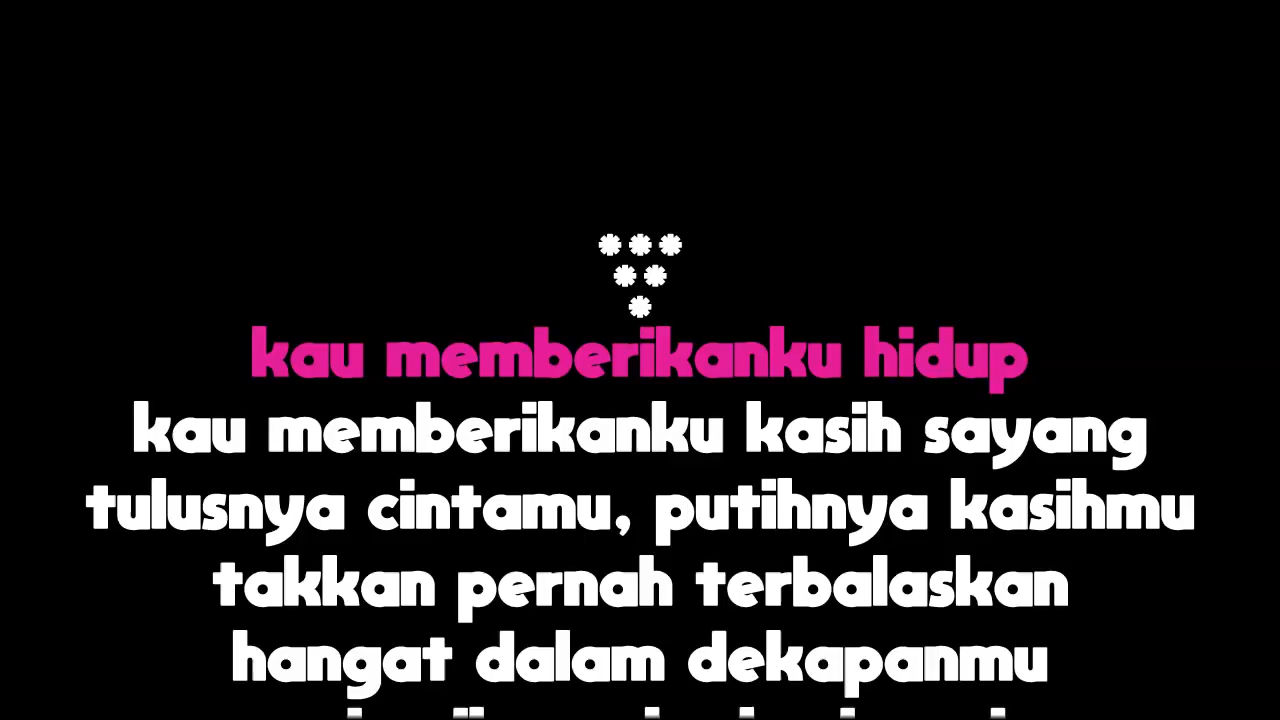 kau memberikanku hidup
kau memberikanku kasih sayang
tulusnya cintamu, putihnya kasihmu
takkan pernah terbalaskan
hangat dalam dekapanmu